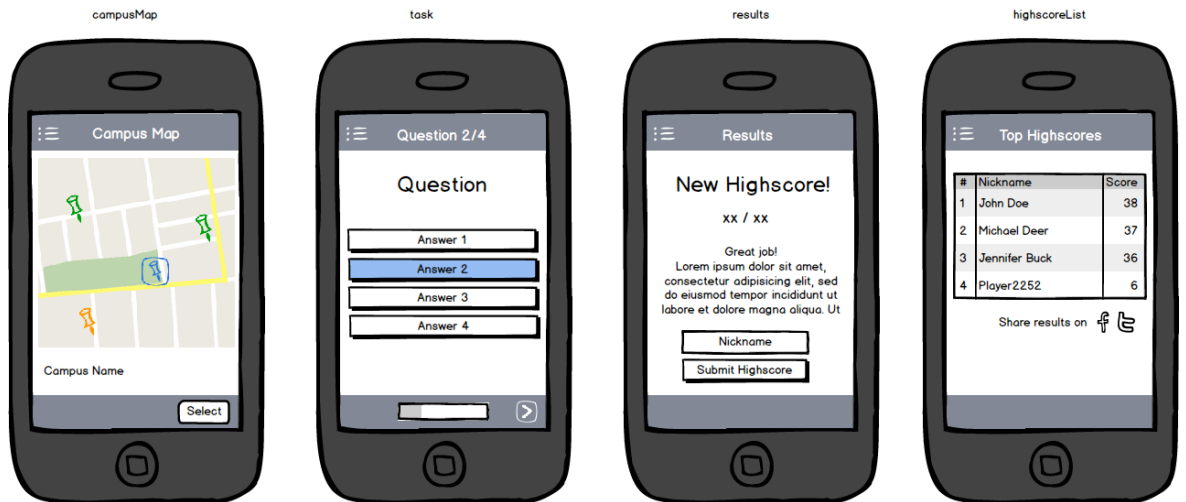 campusMap
task
results
highscoreList
Campus Map
Campus Name
Select
Question 2/4
Question
Answer 1
Answer 2
Answer 3
Answer 4
Results
New Highscore!
xx / xx
Great job!
Lorem ipsum dolor sit amet,
consectetur adipisicing elit, sed
do eiusmod tempor incididunt ut
labore et dolore magna aliqua. Ut
Nickname
Submit Highscore
Top Highscores
# Nickname Score
1 John Doe 38
2 Michael Deer 37
3 Jennifer Buck 36
4 Player2252 6
Share results on